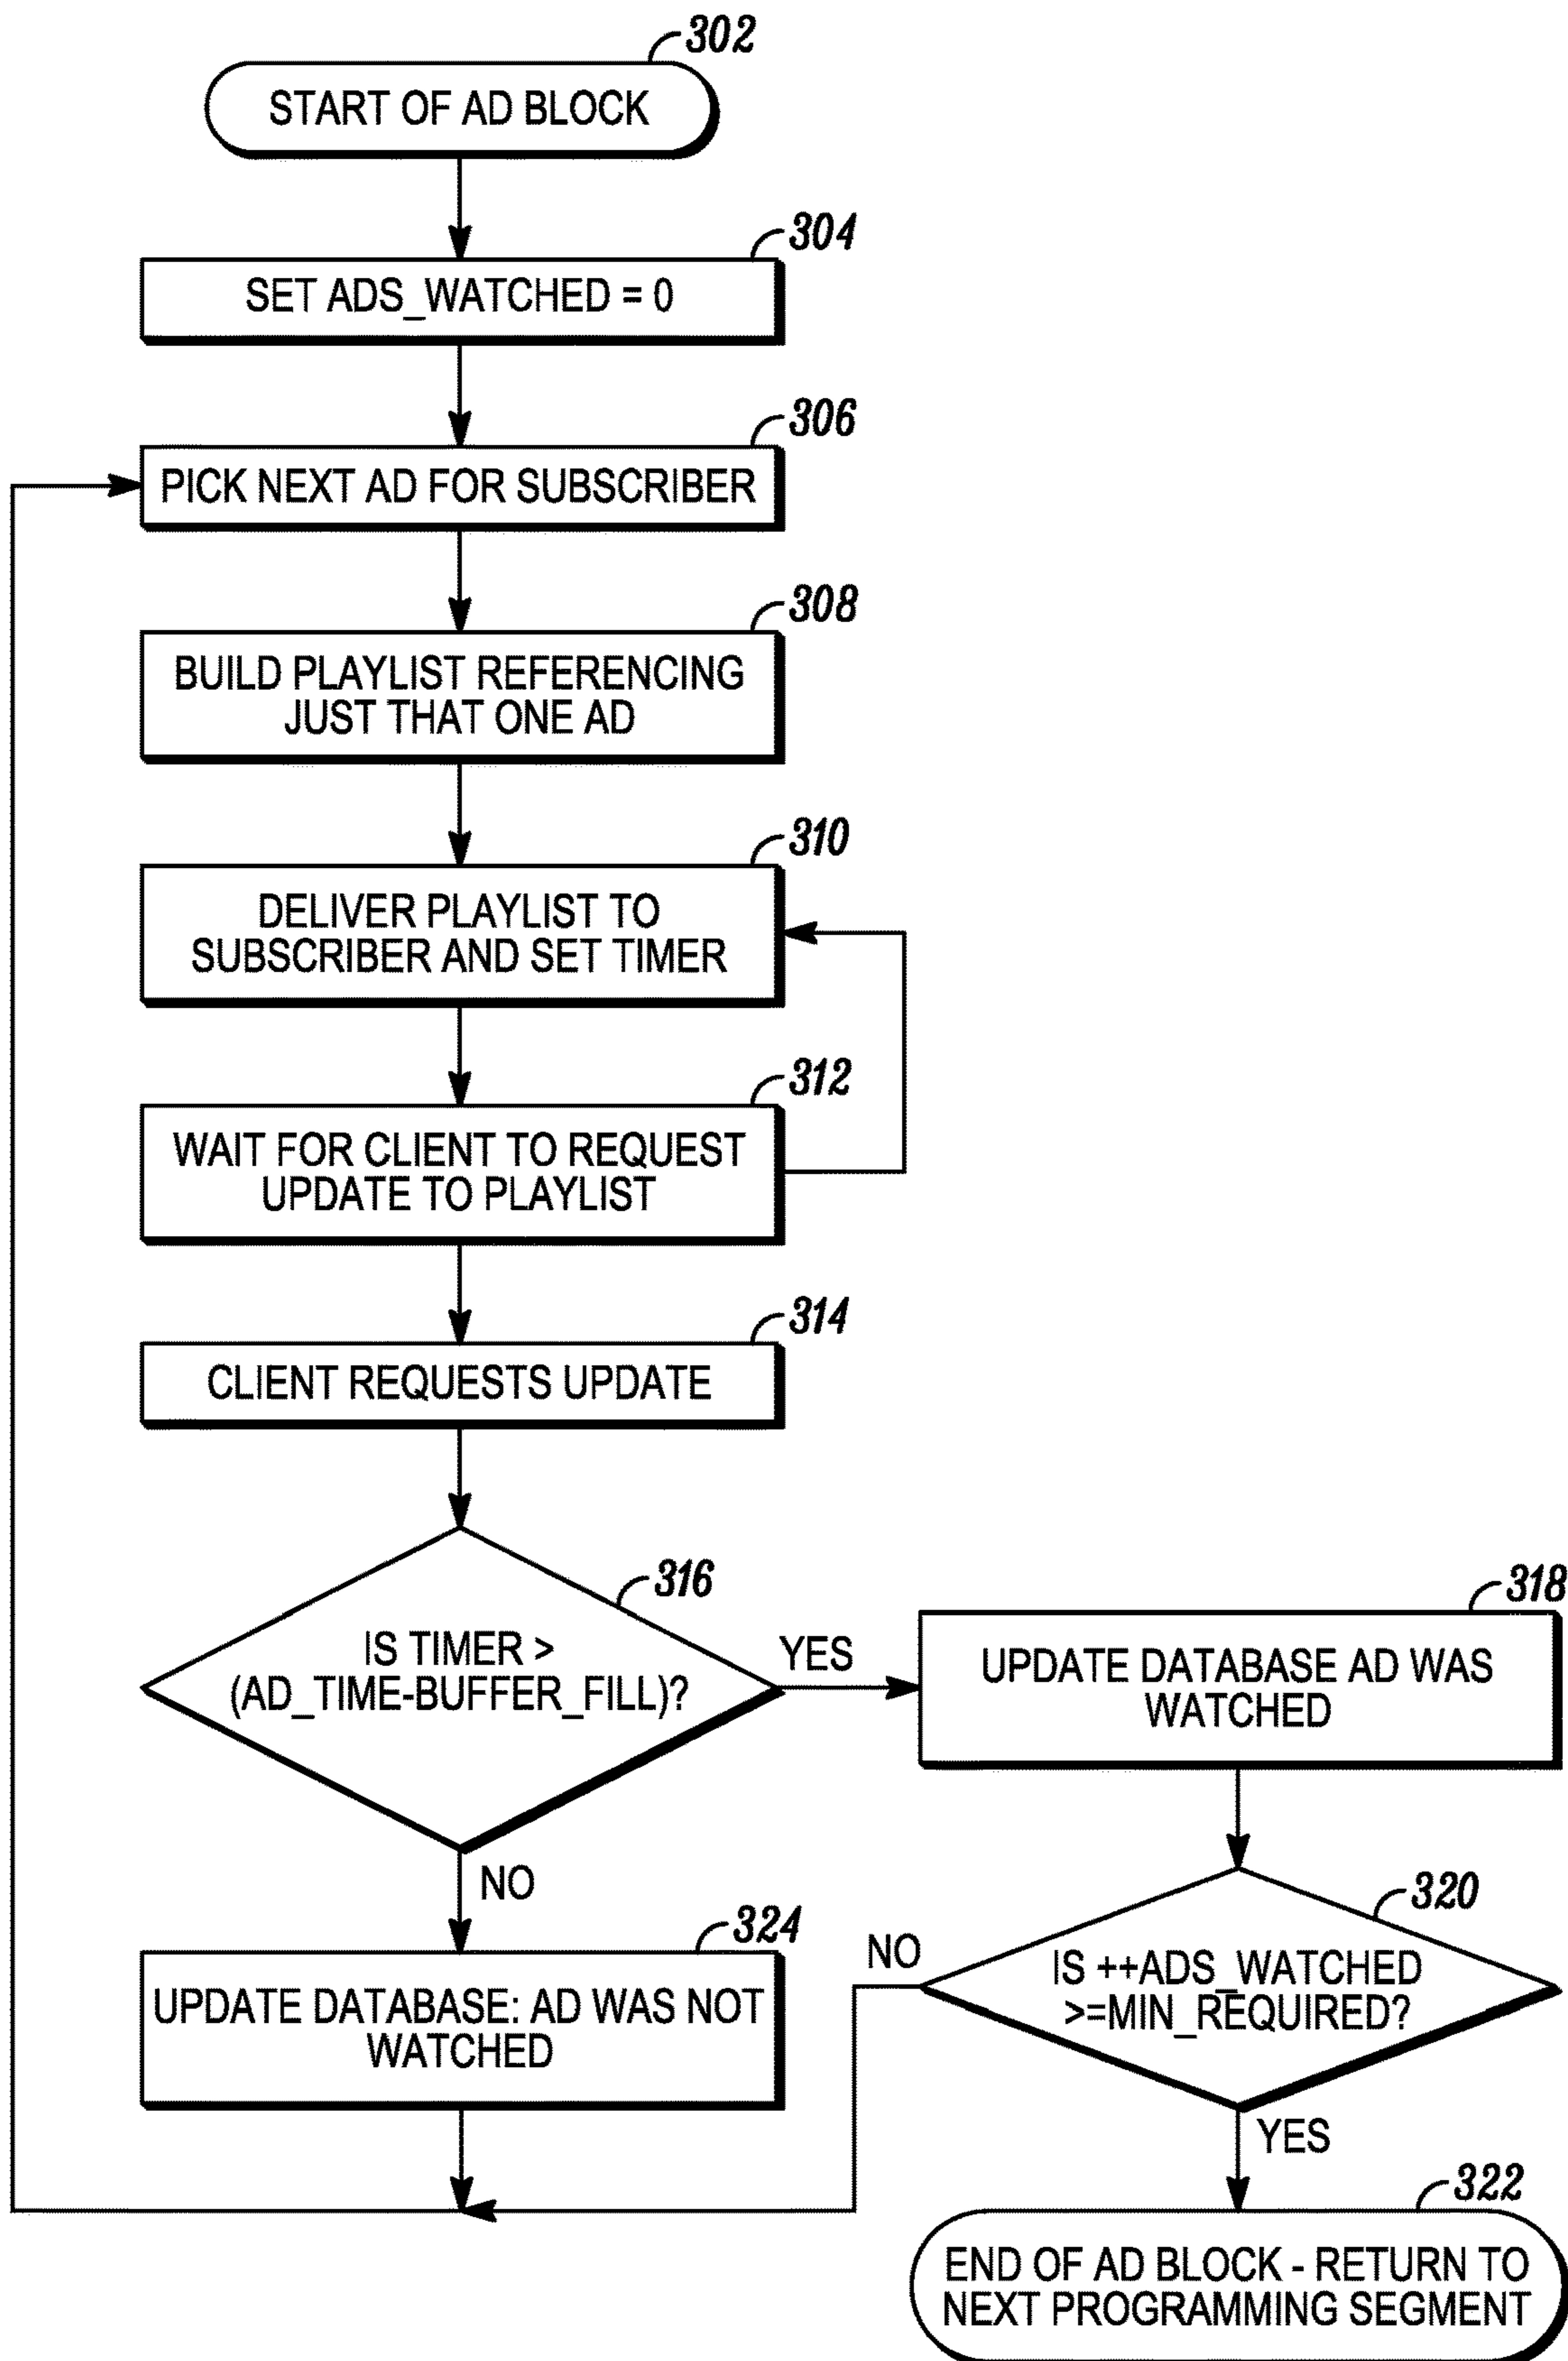 302
START OF AD BLOCK
304
SET ADS_WATCHED = 0
306
PICK NEXT AD FOR SUBSCRIBER
308
BUILD PLAYLIST REFERENCING
JUST THAT ONE AD
310
DELIVER PLAYLIST TO
SUBSCRIBER AND SET TIMER
312
WAIT FOR CLIENT TO REQUEST
UPDATE TO PLAYLIST
314
CLIENT REQUESTS UPDATE
316
IS TIMER >
(AD_TIME-BUFFER_FILL)?
YES
318
UPDATE DATABASE AD WAS
WATCHED
NO
324
UPDATE DATABASE: AD WAS NOT
WATCHED
320
IS ++ADS_WATCHED
>=MIN_REQUIRED?
NO
YES
322
END OF AD BLOCK - RETURN TO
NEXT PROGRAMMING SEGMENT